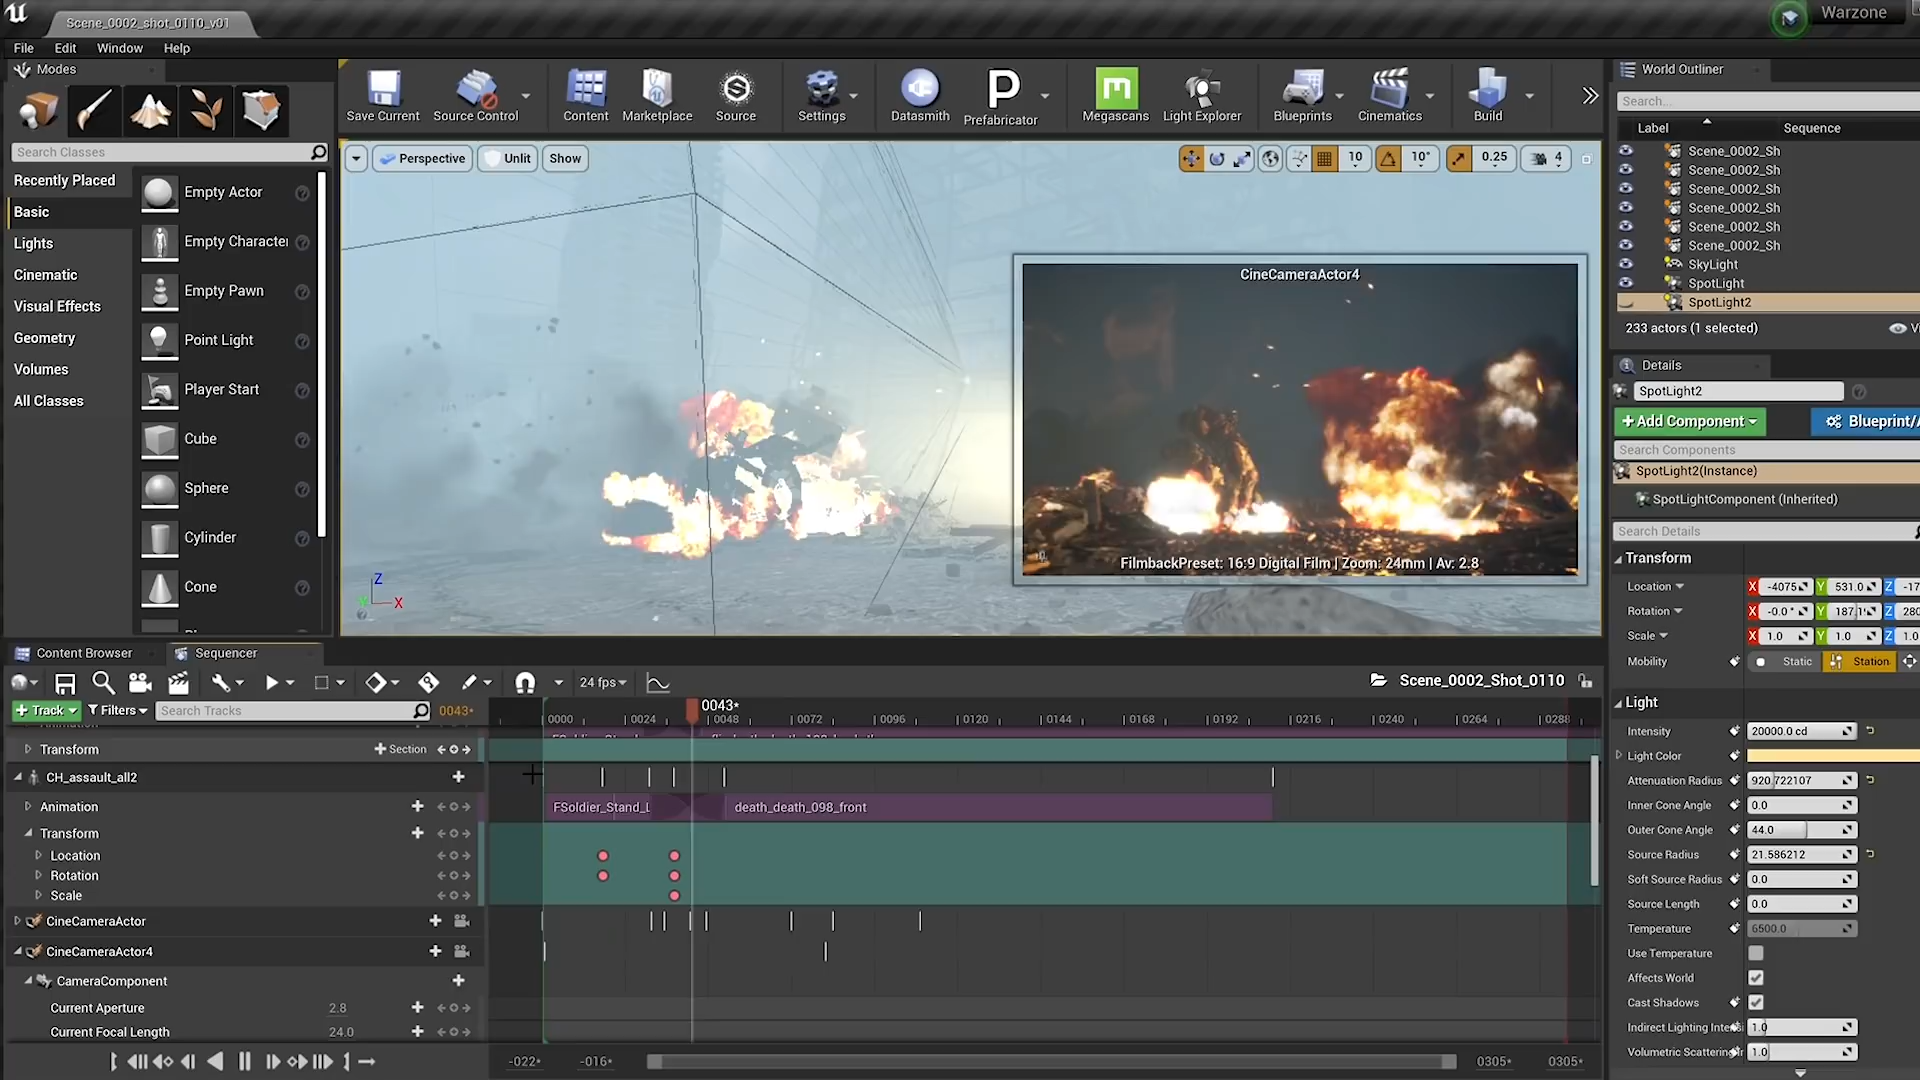 Scene_0002_shot_0110_v01
Warzone
File Edit Window Help
Modes
Search Classes
Recently Placed
Basic
Lights
Cinematic
Visual Effects
Geometry
Volumes
All Classes
Empty Actor
Empty Character
Empty Pawn
Point Light
Player Start
Cube
Sphere
Cylinder
Cone
Save Current
Source Control
Content
Marketplace
Source
Settings
Datasmith
Prefabricator
Megascans
Light Explorer
Blueprints
Cinematics
Build
Perspective
Unlit
Show
10
10°
0.25
4
CineCameraActor4
FilmbackPreset: 16:9 Digital Film | Zoom: 24mm | Av: 2.8
Z
X
World Outliner
Search...
Label Sequence
Scene_0002_Sh
Scene_0002_Sh
Scene_0002_Sh
Scene_0002_Sh
Scene_0002_Sh
Scene_0002_Sh
SkyLight
SpotLight
SpotLight2
233 actors (1 selected)
Details
SpotLight2
+Add Component
Blueprint/A
Search Components
SpotLight2(Instance)
SpotLightComponent (Inherited)
Search Details
Transform
Location X -4075 Y 531.0 Z -17
Rotation X -0.0° Y 187.1° Z 280
Scale X 1.0 Y 1.0 Z 1.0
Mobility Static Station
Light
Intensity 20000.0 cd
Light Color
Attenuation Radius 920.722107
Inner Cone Angle 0.0
Outer Cone Angle 44.0
Source Radius 21.586212
Soft Source Radius 0.0
Source Length 0.0
Temperature 6500.0
Use Temperature
Affects World
Cast Shadows
Indirect Lighting Intensi 1.0
Volumetric Scattering 1.0
Content Browser
Sequencer
24 fps
Scene_0002_Shot_0110
+ Track
Filters
Search Tracks
0043*
0043*
0000 0024 0048 0072 0096 0120 0144 0168 0192 0216 0240 0264 0288
Transform
+ Section
CH_assault_all2
Animation
FSoldier_Stand_L
death_death_098_front
Transform
Location
Rotation
Scale
CineCameraActor
CineCameraActor4
CameraComponent
Current Aperture 2.8
Current Focal Length 24.0
-022* -016* 0305* 0305*